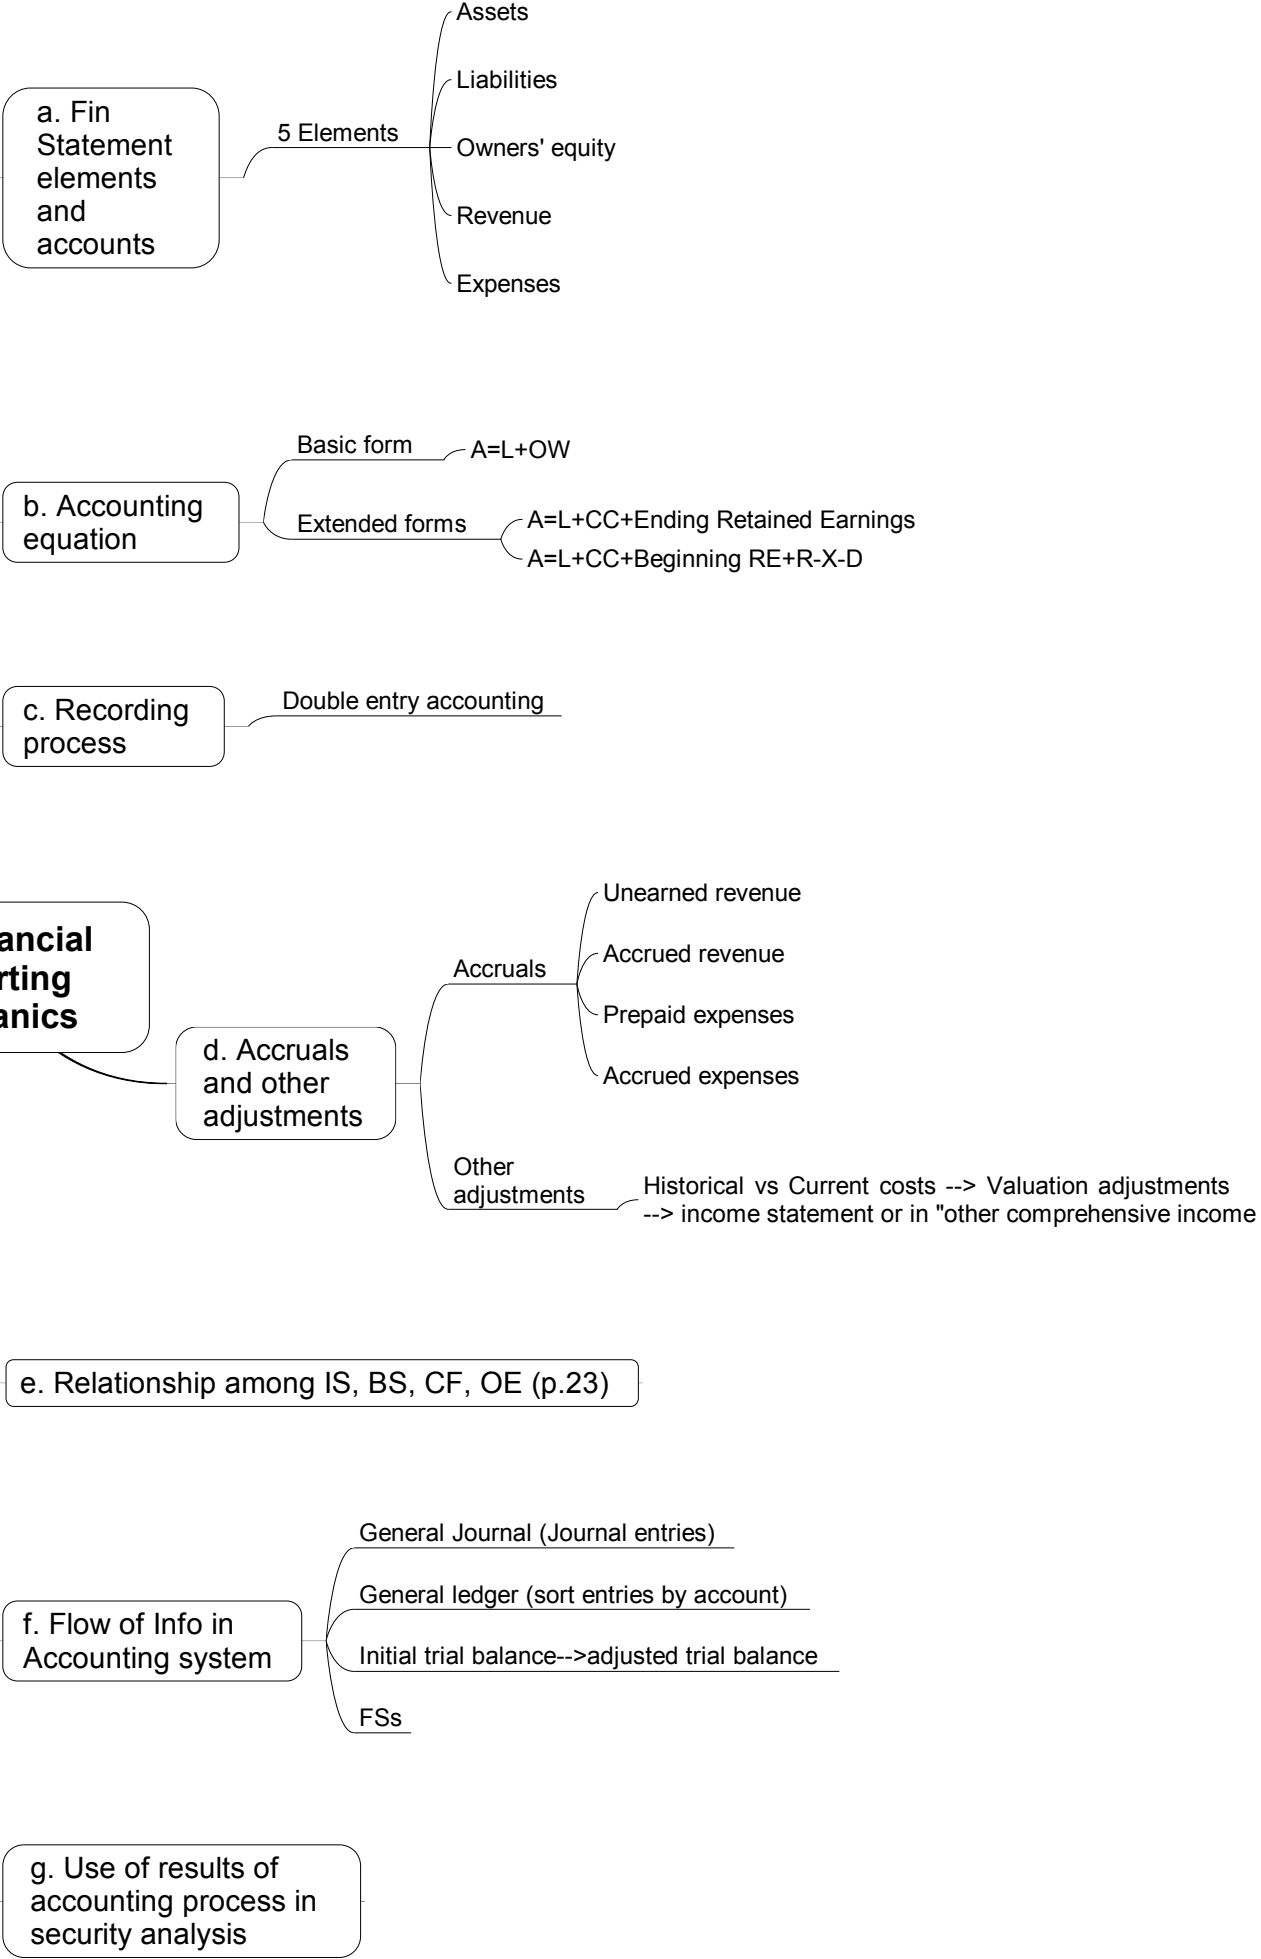 Assets
Liabilities
a. Fin
Statement
elements
and
accounts
5 Elements
Owners' equity
Revenue
Expenses
Basic form
A=L+OW
b. Accounting
equation
Extended forms
A=L+CC+Ending Retained Earnings
A=L+CC+Beginning RE+R-X-D
c. Recording
process
Double entry accounting
ancial
rting
anics
d. Accruals
and other
adjustments
Accruals
Unearned revenue
Accrued revenue
Prepaid expenses
Accrued expenses
Other
adjustments
Historical vs Current costs --> Valuation adjustments
--> income statement or in "other comprehensive income
e. Relationship among IS, BS, CF, OE (p.23)
f. Flow of Info in
Accounting system
General Journal (Journal entries)
General ledger (sort entries by account)
Initial trial balance-->adjusted trial balance
FSs
g. Use of results of
accounting process in
security analysis